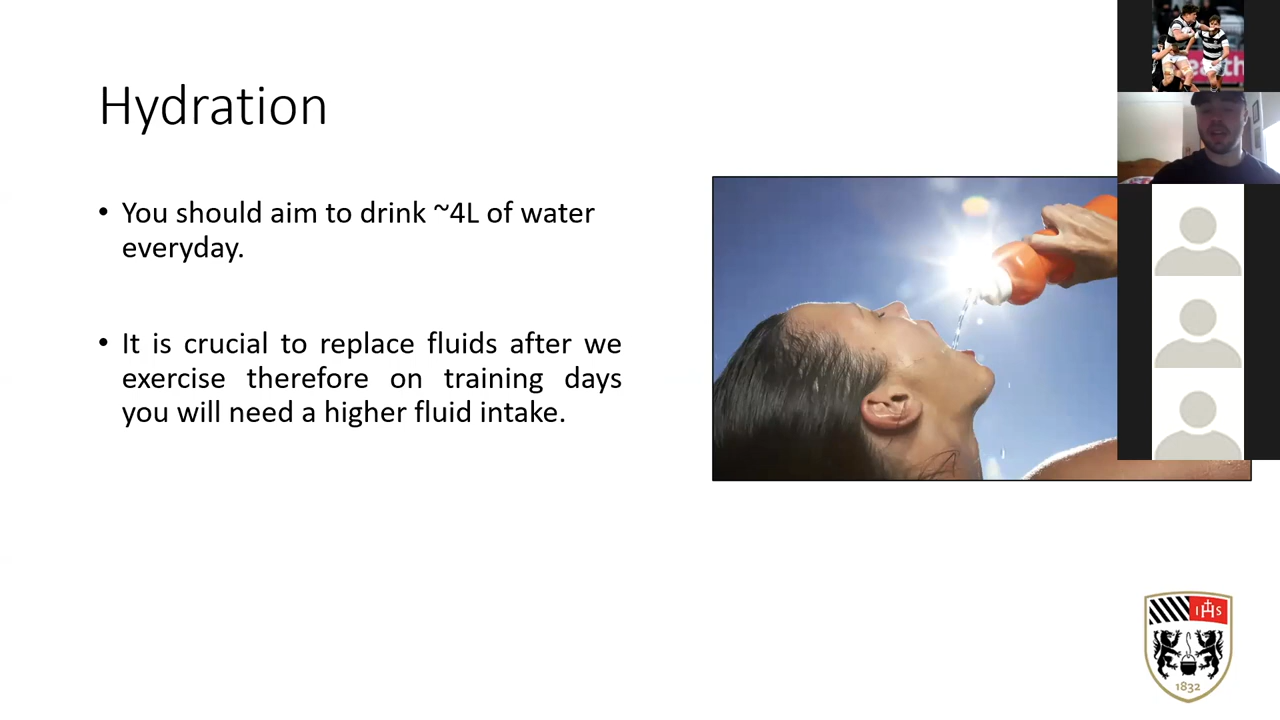 Hydration
• You should aim to drink ~4L of water
everyday.
• It is crucial to replace fluids after we
exercise therefore on training days
you will need a higher fluid intake.
IHS
1832